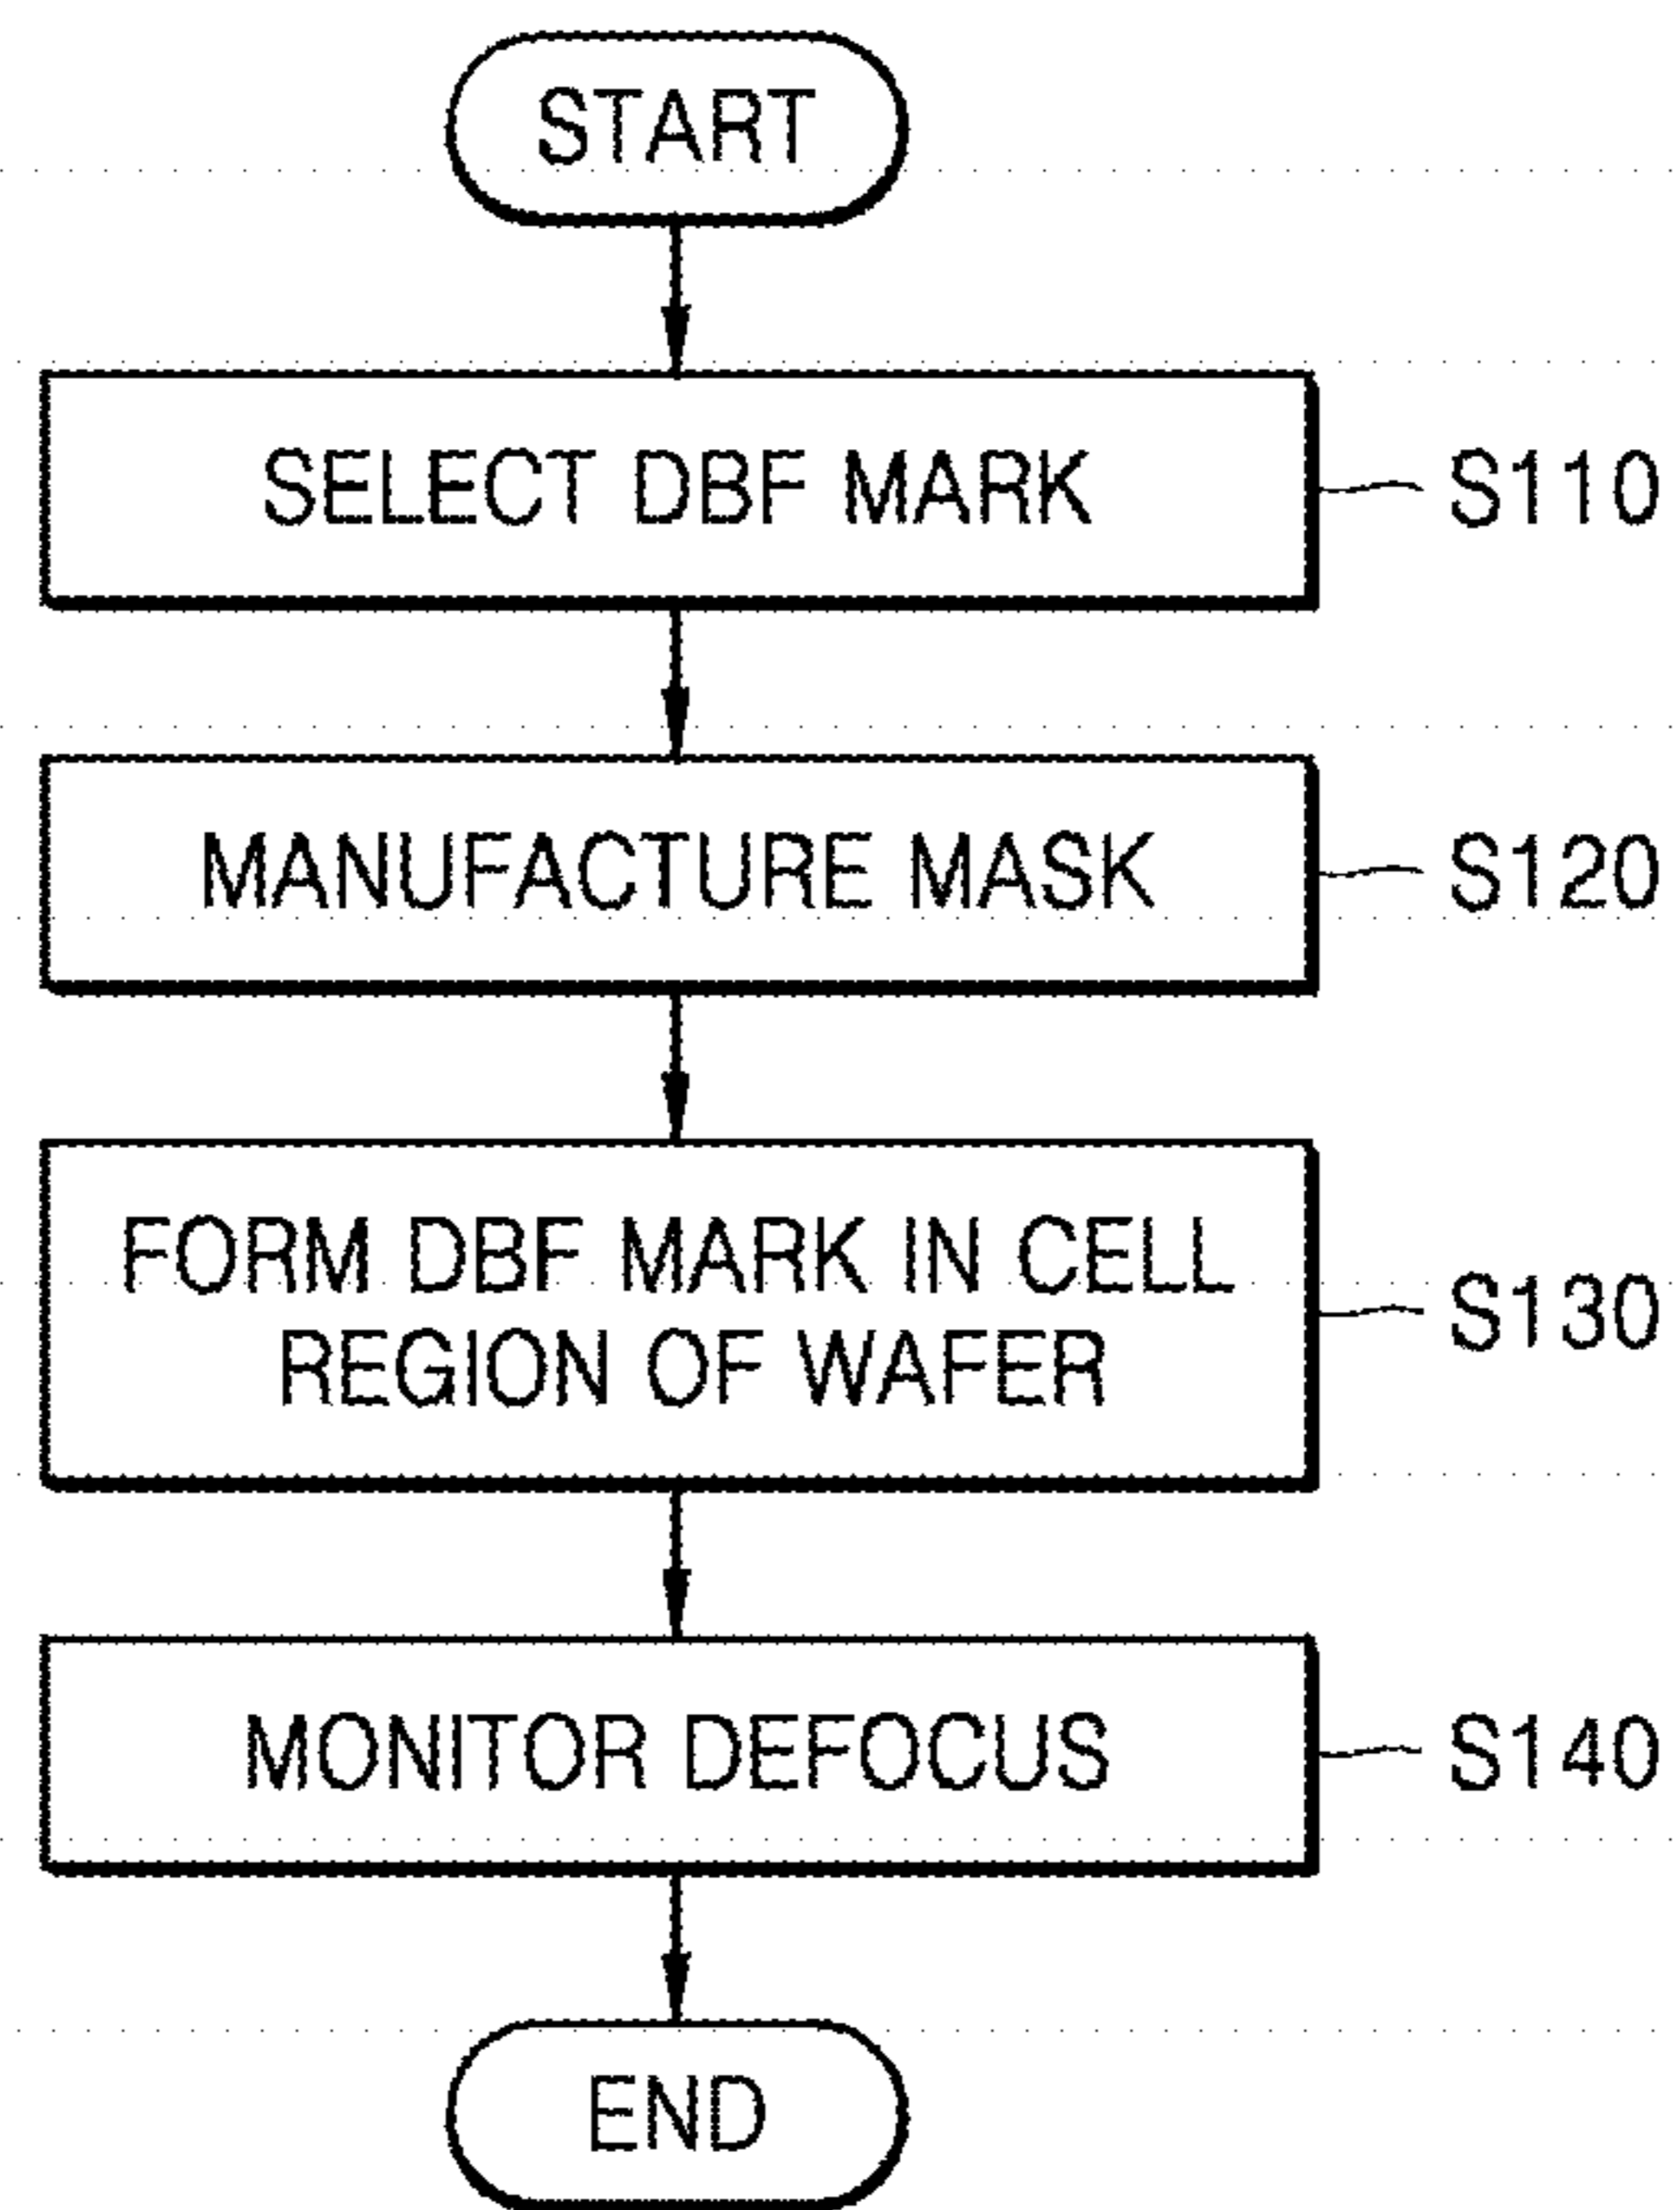 START
SELECT DBF MARK
S110
MANUFACTURE MASK
S120
FORM DBF MARK IN CELL
REGION OF WAFER
S130
MONITOR DEFOCUS
S140
END